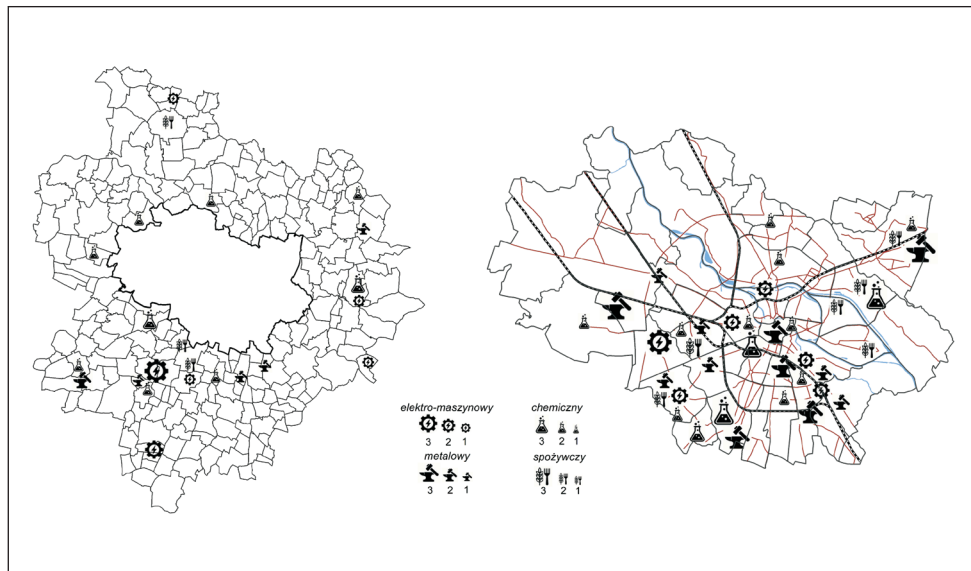 elektro-maszynowy
3 2 1
metalowy
3 2 1
chemiczny
3 2 1
spożywczy
3 2 1